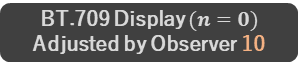 BT.709 Display (n = 0)
Adjusted by Observer 10